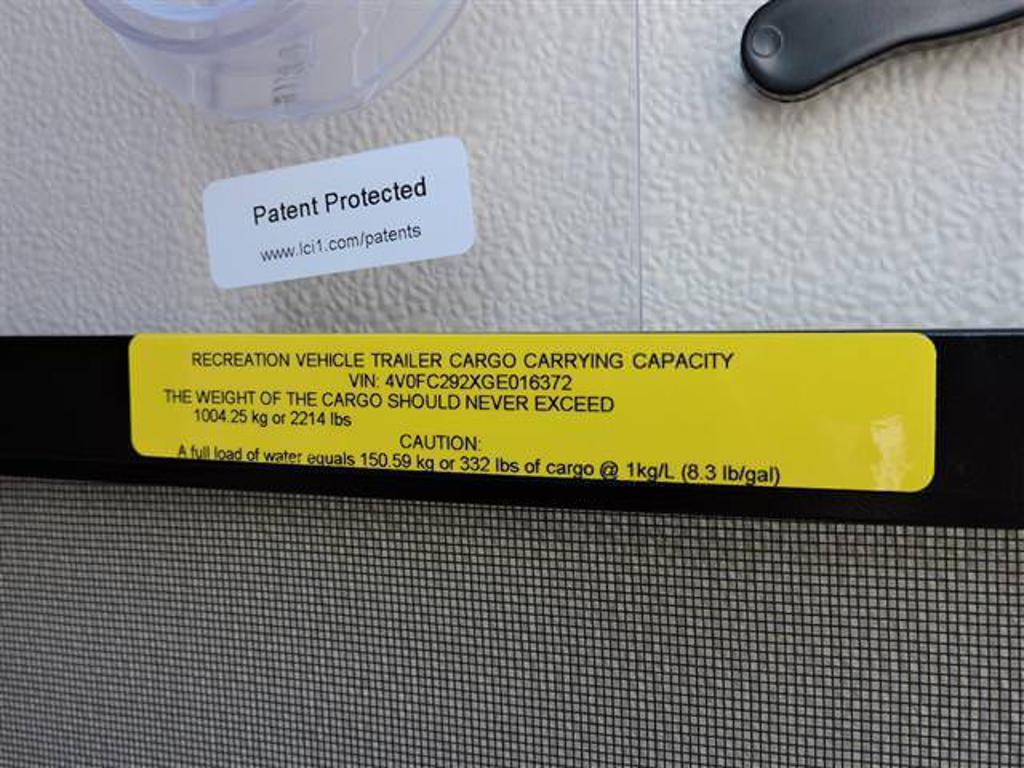 Patent Protected
www.lci1.com/patents
RECREATION VEHICLE TRAILER CARGO CARRYING CAPACITY
VIN: 4V0FC292XGE016372
THE WEIGHT OF THE CARGO SHOULD NEVER EXCEED
1004.25 kg or 2214 lbs
CAUTION:
A full load of water equals 150.59 kg or 332 lbs of cargo @ 1kg/L (8.3 lb/gal)